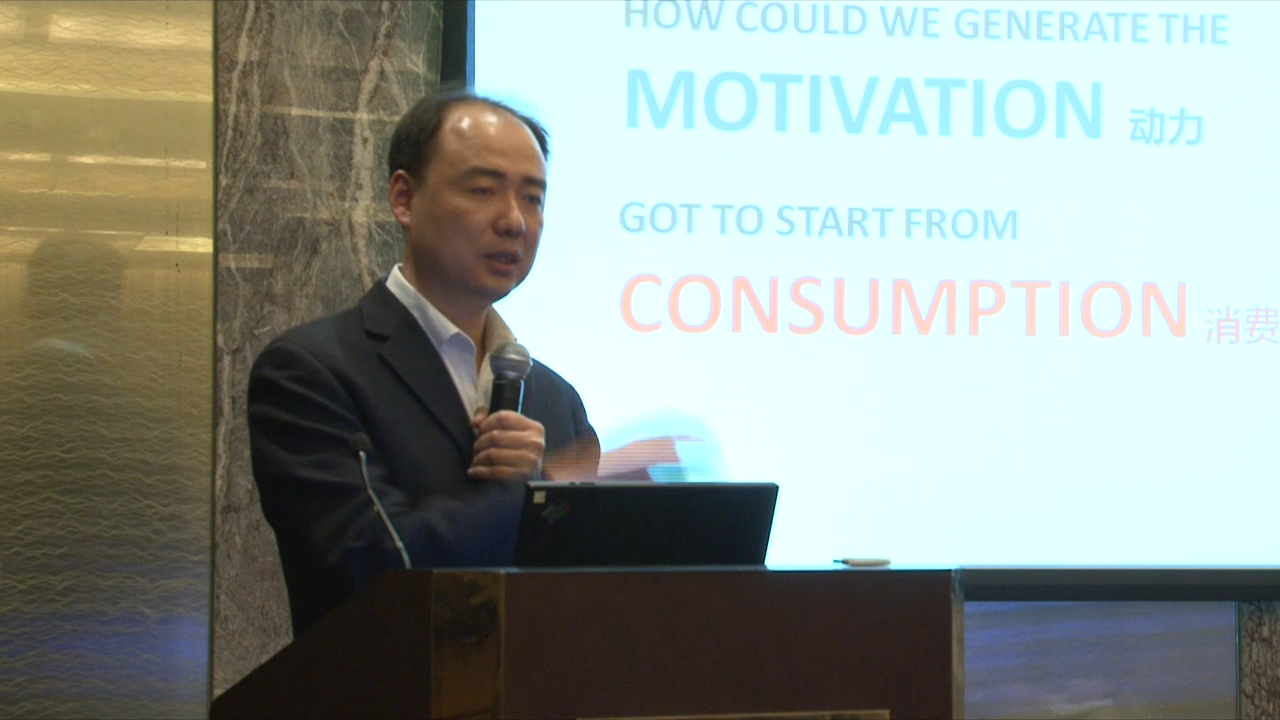 HOW COULD WE GENERATE THE
MOTIVATION 动力
GOT TO START FROM
CONSUMPTION 消费